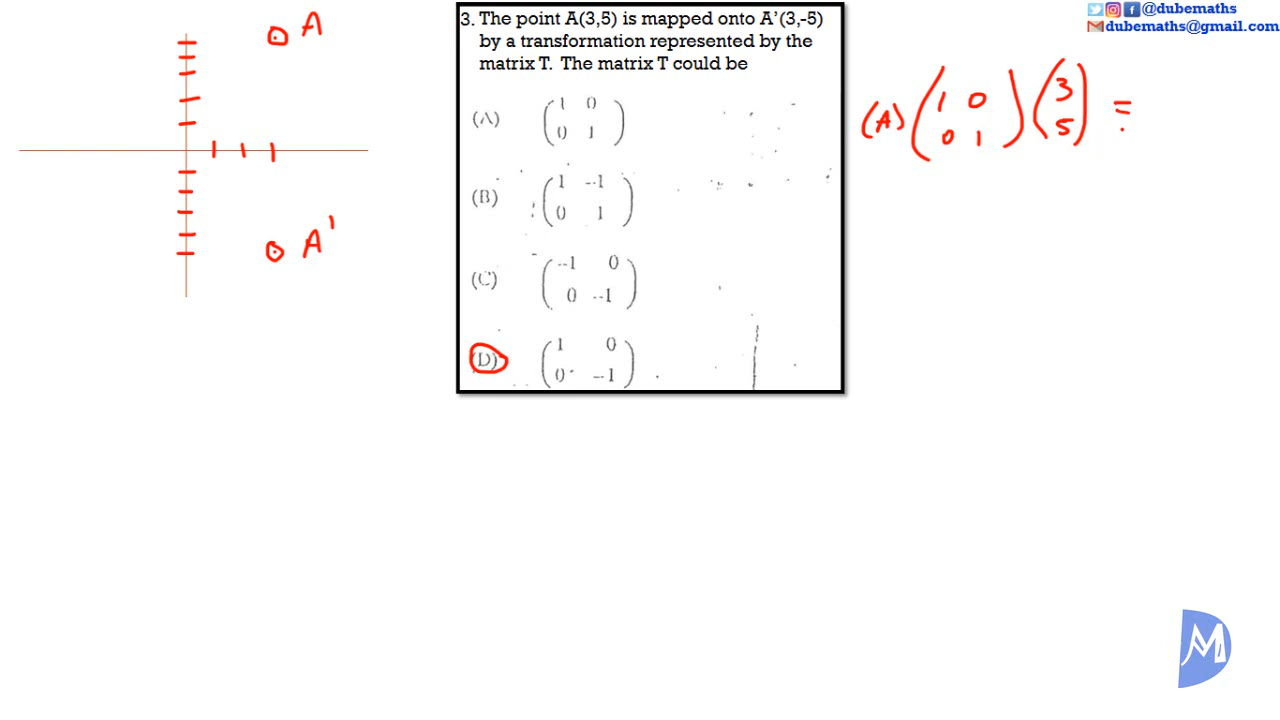 A
A'
3. The point A(3,5) is mapped onto A'(3,-5)
by a transformation represented by the
matrix T. The matrix T could be
(A) (1 0
0 1)
(B) (1 -1
0 1)
(C) (-1 0
0 -1)
(D) (1 0
0 -1)
@dubemaths
dubemaths@gmail.com
(A) (1 0
0 1) (3
5) =
M